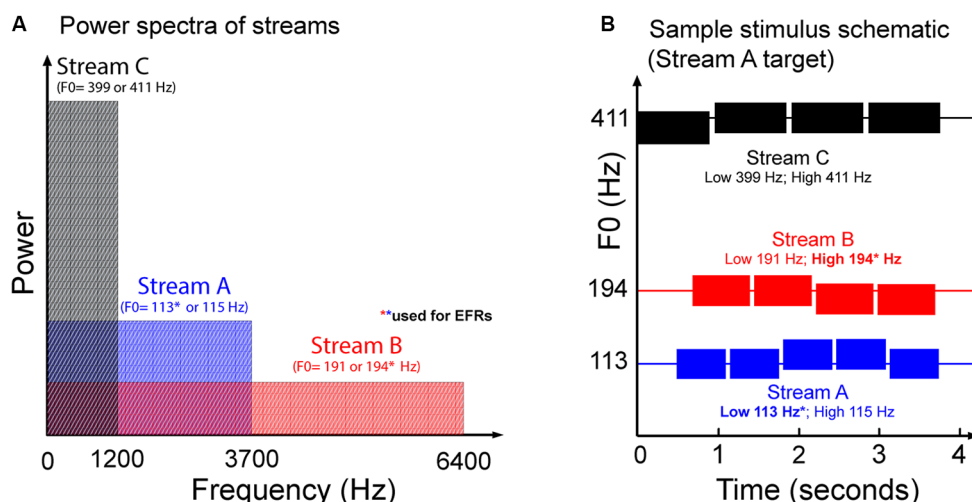 A
Power spectra of streams
Stream C
(F0= 399 or 411 Hz)
Stream A
(F0= 113* or 115 Hz)
**used for EFRs
Stream B
(F0= 191 or 194* Hz)
Power
0
1200
3700
6400
Frequency (Hz)
B
Sample stimulus schematic
(Stream A target)
411
Stream C
Low 399 Hz; High 411 Hz
F0 (Hz)
Stream B
Low 191 Hz; High 194* Hz
194
113
Stream A
Low 113 Hz*; High 115 Hz
0
1
2
3
4
Time (seconds)